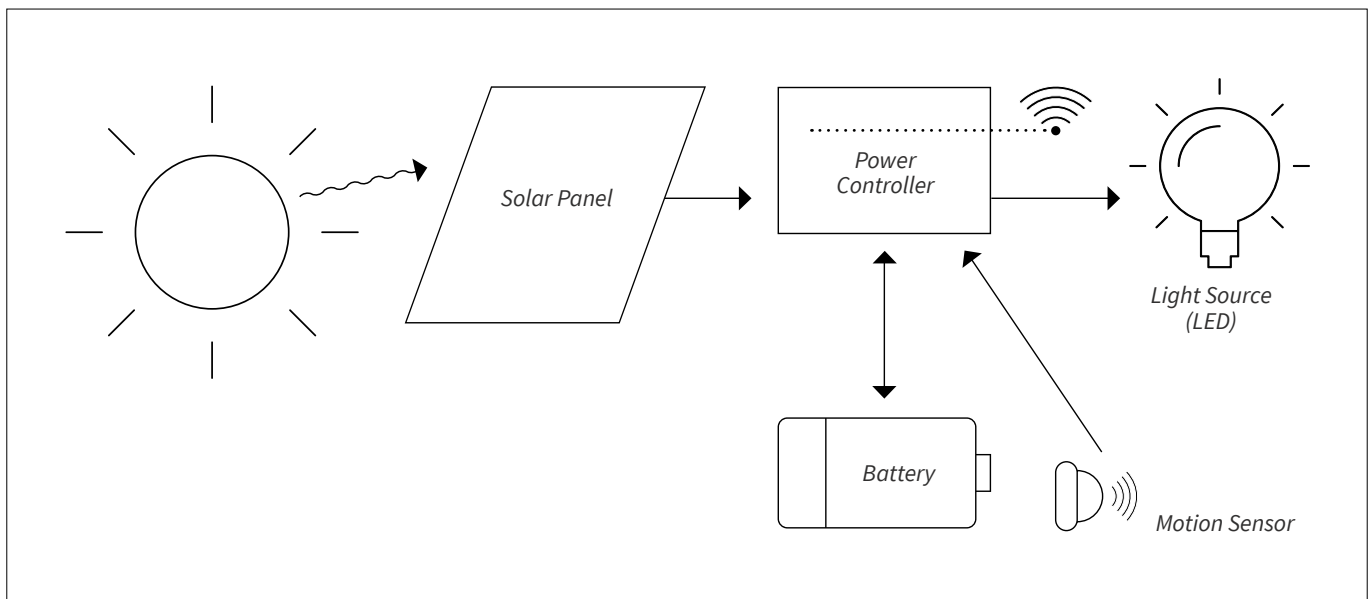 Solar Panel
Power
Controller
Light Source
(LED)
Battery
Motion Sensor